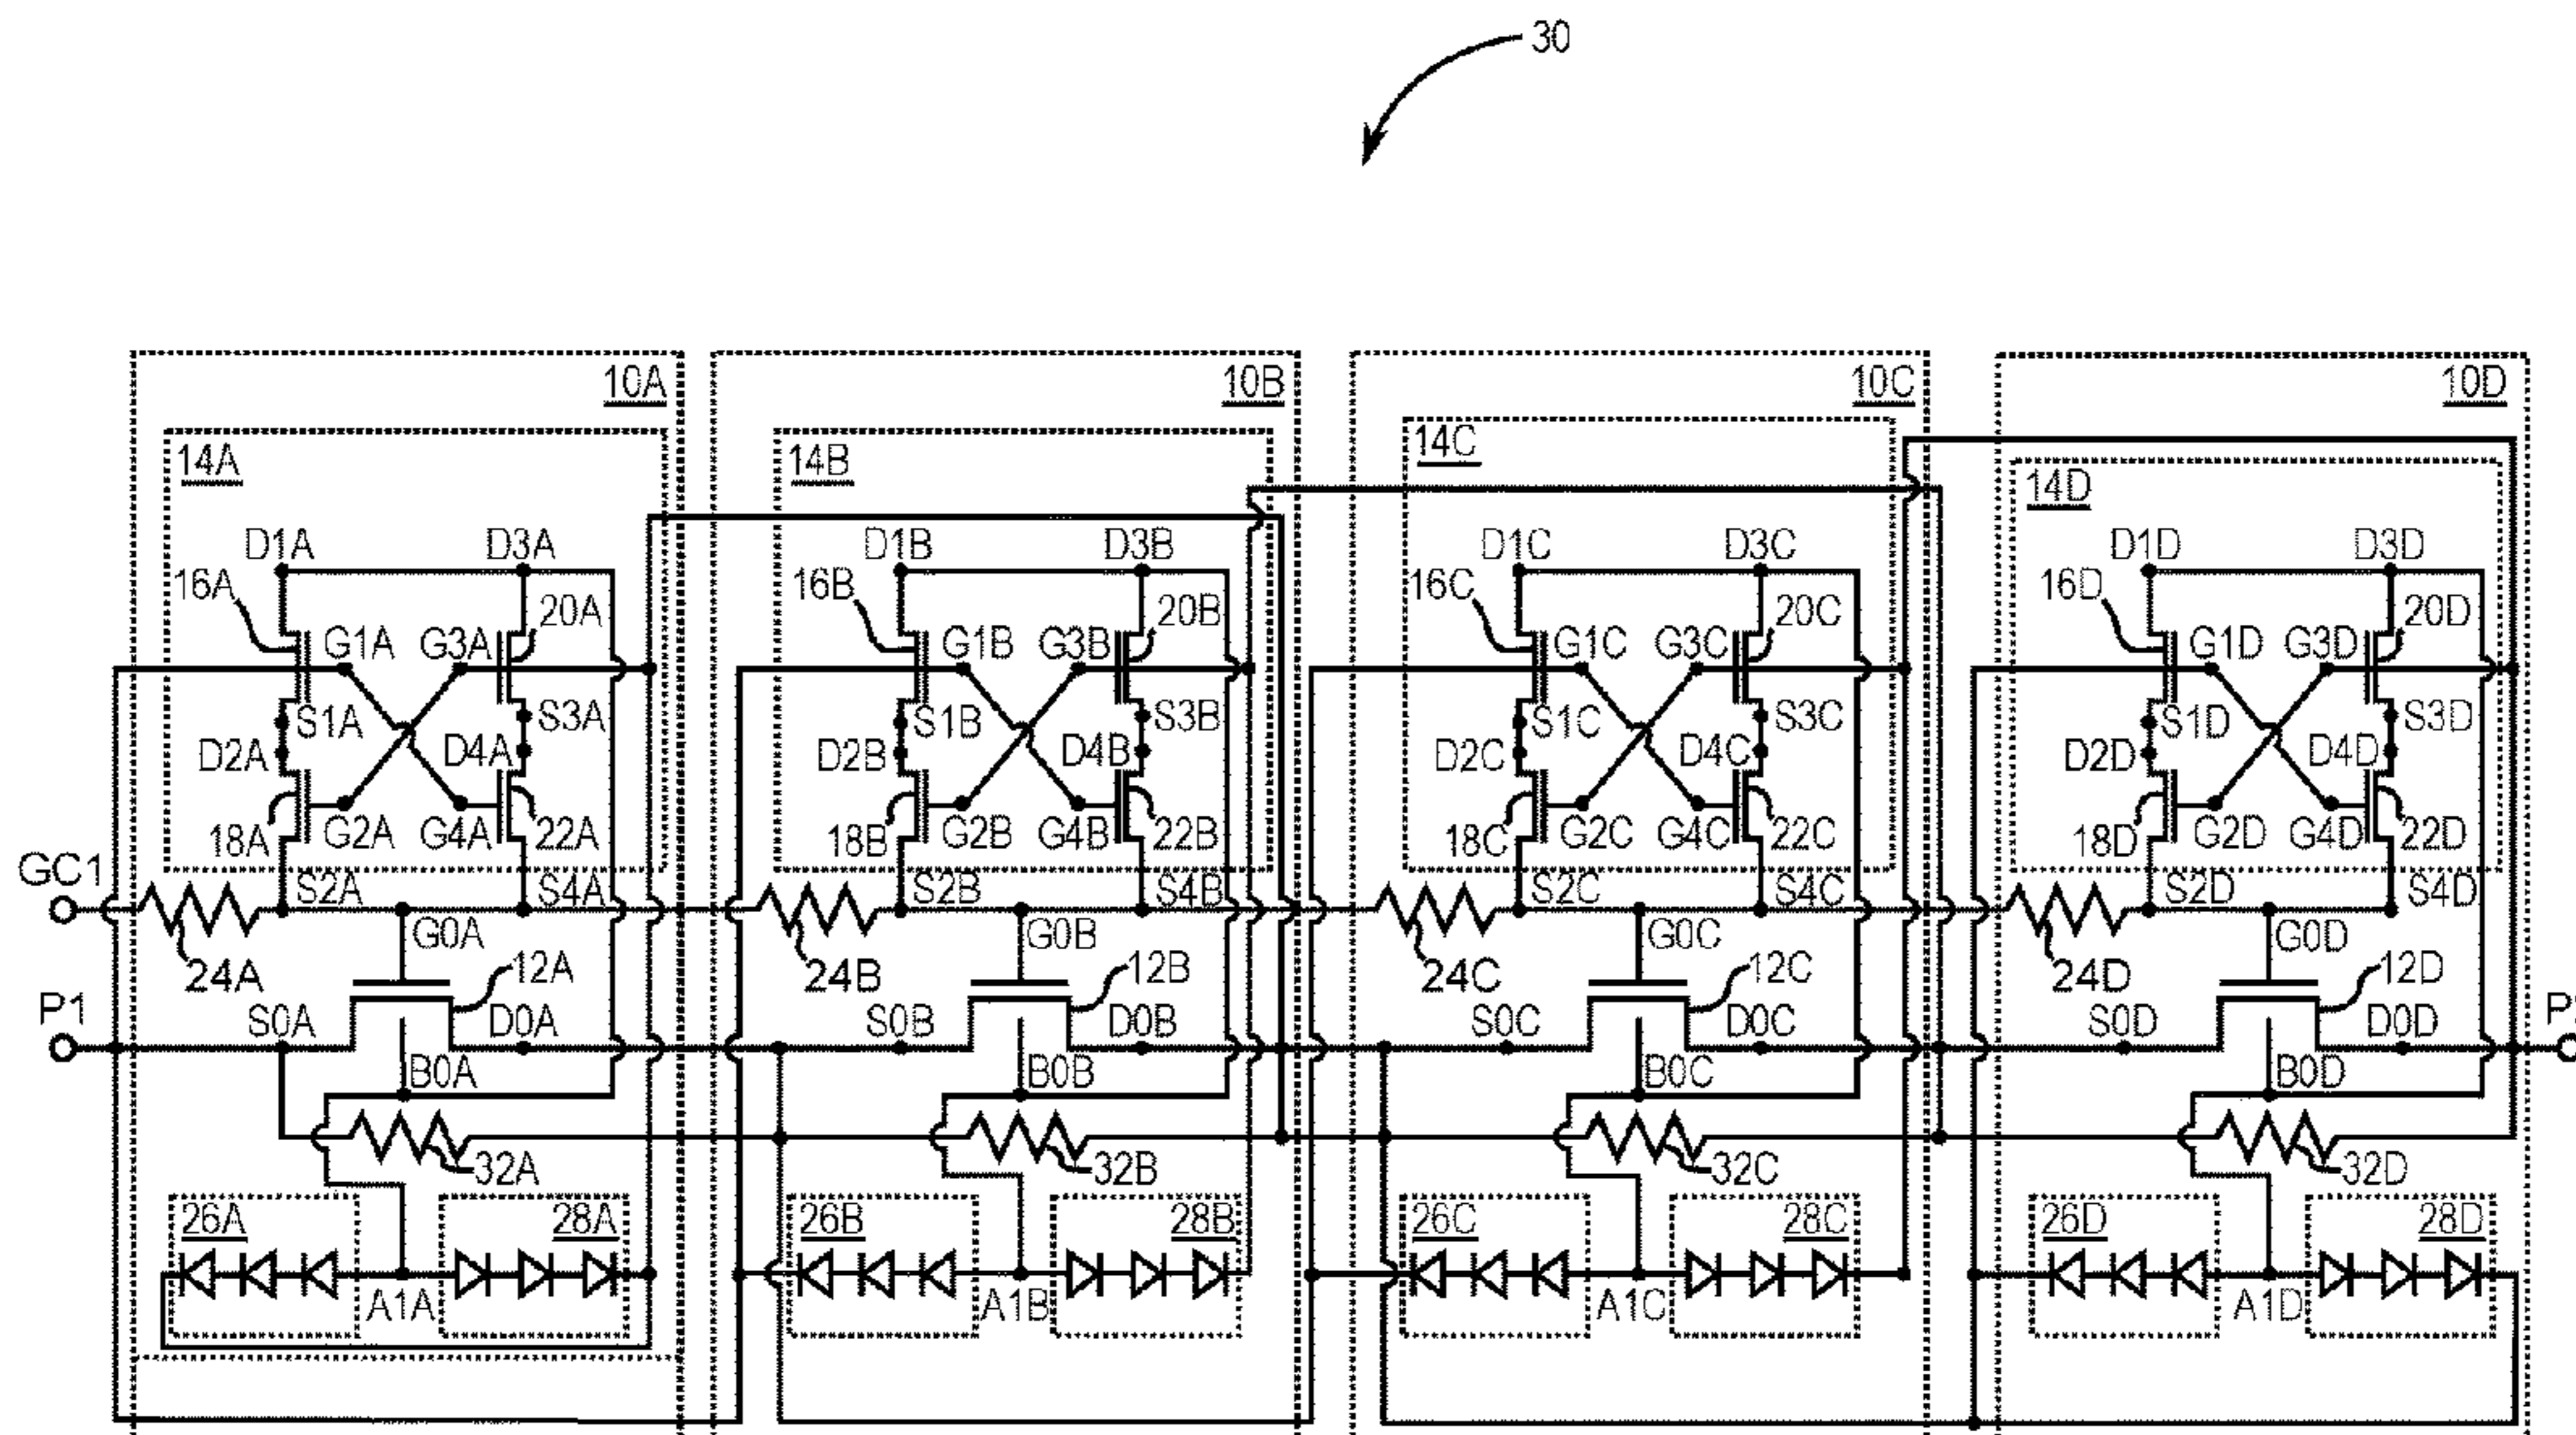 30
10A 10B 10C 10D
14A 14B 14C 14D
D1A D3A D1B D3B D1C D3C D1D D3D
16A 20A 16B 20B 16C 20C 16D 20D
G1A G3A G1B G3B G1C G3C G1D G3D
S1A S3A S1B S3B S1C S3C S1D S3D
D2A D4A D2B D4B D2C D4C D2D D4D
18A G2A G4A 22A 18B G2B G4B 22B 18C G2C G4C 22C 18D G2D G4D 22D
GC1 S2A S4A S2B S4B S2C S4C S2D S4D
G0A G0B G0C G0D
24A 12A 24B 12B 24C 12C 24D 12D
P1 S0A D0A S0B D0B S0C D0C S0D D0D
B0A B0B B0C B0D
32A 32B 32C 32D
26A 28A 26B 28B 26C 28C 26D 28D
A1A A1B A1C A1D